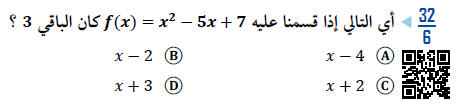 32/6 أي التالي إذا قسمنا عليه f(x) = x² − 5x + 7 كان الباقي 3 ؟
x − 4 Ⓐ x − 2 Ⓑ
x + 2 Ⓒ x + 3 Ⓓ